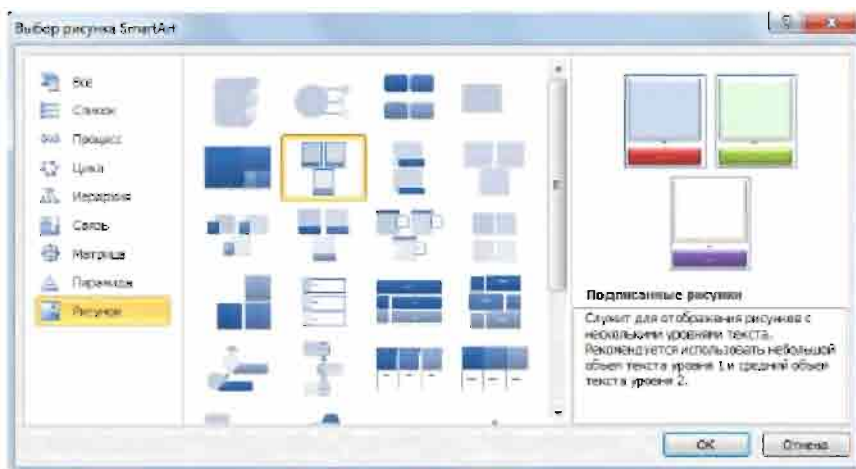 Выбор рисунка SmartArt
Все
Список
Процесс
Цикл
Иерархия
Связь
Матрица
Пирамида
Рисунок
Подписанные рисунки
Служит для отображения рисунков с
несколькими уровнями текста.
Рекомендуется использовать небольшой
объем текста уровня 1 и средний объем
текста уровня 2.
ОК
Отмена